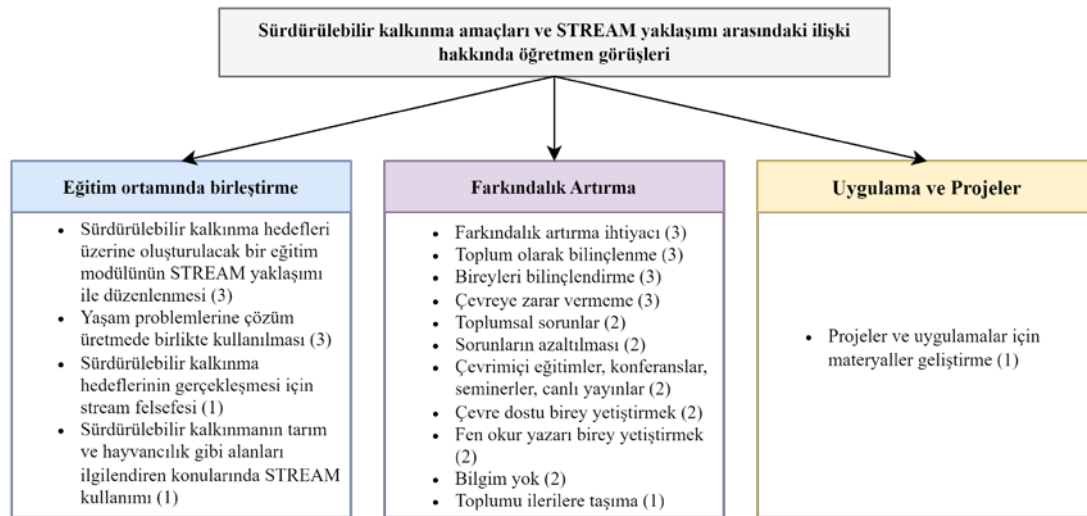 Sürdürülebilir kalkınma amaçları ve STREAM yaklaşımı arasındaki ilişki
hakkında öğretmen görüşleri
Eğitim ortamında birleştirme
• Sürdürülebilir kalkınma hedefleri
üzerine oluşturulacak bir eğitim
modülünün STREAM yaklaşımı
ile düzenlenmesi (3)
• Yaşam problemlerine çözüm
üretmede birlikte kullanılması (3)
• Sürdürülebilir kalkınma
hedeflerinin gerçekleşmesi için
stream felsefesi (1)
• Sürdürülebilir kalkınmanın tarım
ve hayvancılık gibi alanları
ilgilendiren konularında STREAM
kullanımı (1)
Farkındalık Artırma
• Farkındalık artırma ihtiyacı (3)
• Toplum olarak bilinçlenme (3)
• Bireyleri bilinçlendirme (3)
• Çevreye zarar vermeme (3)
• Toplumsal sorunlar (2)
• Sorunların azaltılması (2)
• Çevrimiçi eğitimler, konferanslar,
seminerler, canlı yayınlar (2)
• Çevre dostu birey yetiştirmek (2)
• Fen okur yazarı birey yetiştirmek
(2)
• Bilgim yok (2)
• Toplumu ilerilere taşıma (1)
Uygulama ve Projeler
• Projeler ve uygulamalar için
materyaller geliştirme (1)